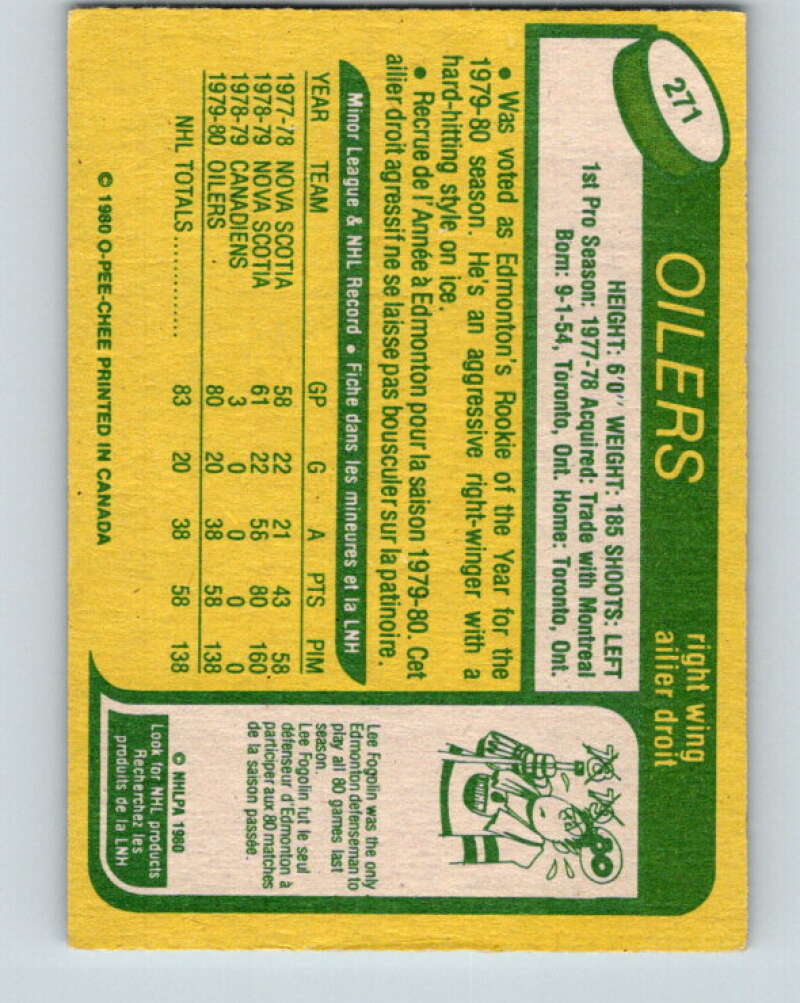 271
OILERS
right wing
ailier droit
HEIGHT: 6'0" WEIGHT: 185 SHOOTS: LEFT
1st Pro Season: 1977-78 Acquired: Trade with Montreal
Born: 9-1-54, Toronto, Ont. Home: Toronto, Ont.
• Was voted as Edmonton's Rookie of the Year for the
1979-80 season. He's an aggressive right-winger with a
hard-hitting style on ice.
• Recrue de l'Année à Edmonton pour la saison 1979-80. Cet
ailier droit agressif ne se laisse pas bousculer sur la patinoire.
Minor League & NHL Record • Fiche dans les mineures et la LNH
YEAR TEAM GP G A PTS PIM
1977-78 NOVA SCOTIA 58 22 21 43 58
1978-79 NOVA SCOTIA 61 22 56 80 160
1978-79 CANADIENS 3 0 0 0 0
1979-80 OILERS 80 20 38 58 138
NHL TOTALS .............. 83 20 38 58 138
© 1980 O-PEE-CHEE PRINTED IN CANADA
78
79
80
Lee Fogolin was the only
Edmonton defenseman to
play all 80 games last
season.
Lee Fogolin fut le seul
défenseur d'Edmonton à
participer aux 80 matches
de la saison passée.
© NHLPA 1980
Look for NHL products
Recherchez les
produits de la LNH